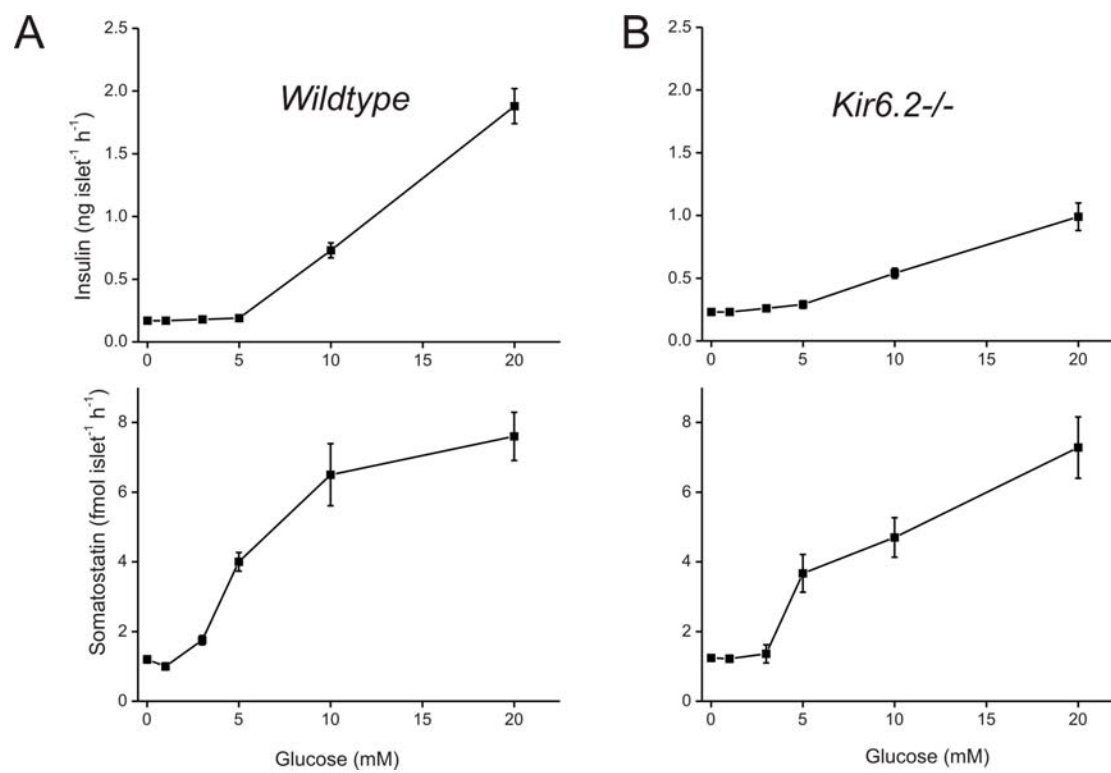 A
B
2.5
2.0
1.5
1.0
0.5
0.0
Insulin (ng islet⁻¹ h⁻¹)
Wildtype
0 5 10 15 20
2.5
2.0
1.5
1.0
0.5
0.0
Kir6.2-/-
0 5 10 15 20
8
6
4
2
0
Somatostatin (fmol islet⁻¹ h⁻¹)
0 5 10 15 20
Glucose (mM)
8
6
4
2
0
0 5 10 15 20
Glucose (mM)